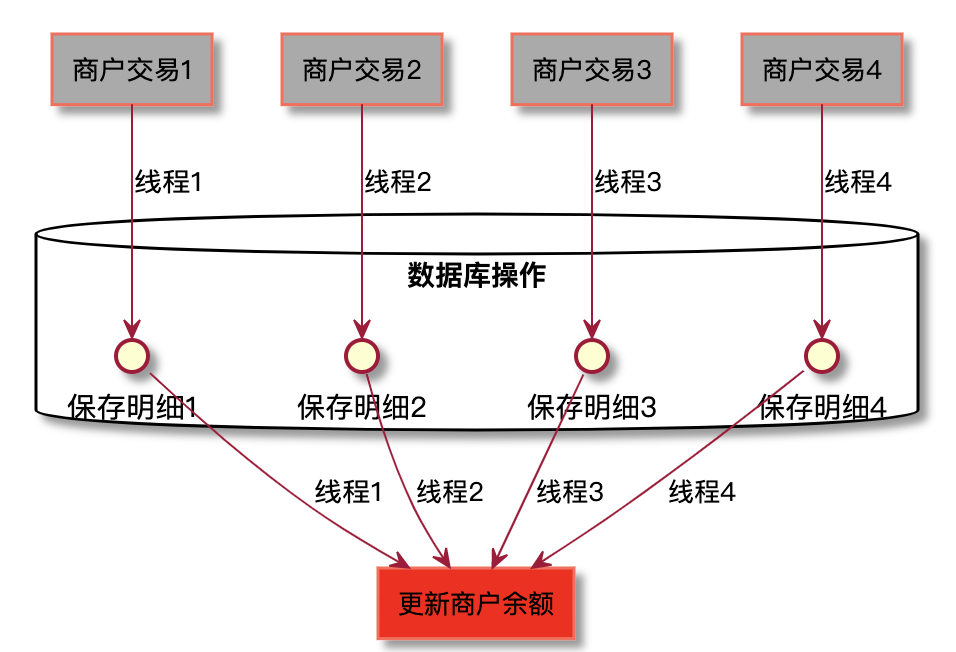 商户交易1
商户交易2
商户交易3
商户交易4
线程1
线程2
线程3
线程4
数据库操作
保存明细1
保存明细2
保存明细3
保存明细4
线程1
线程2
线程3
线程4
更新商户余额